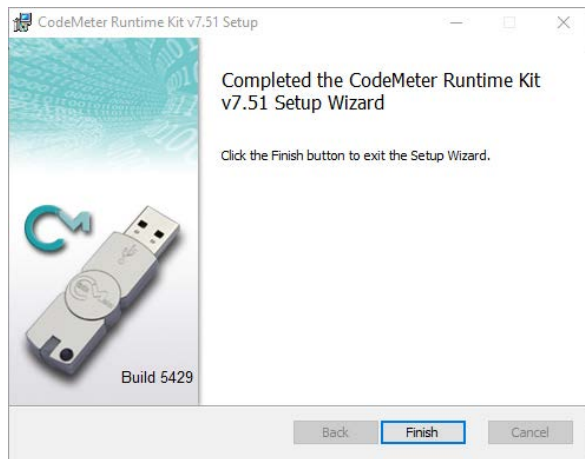 CodeMeter Runtime Kit v7.51 Setup
Completed the CodeMeter Runtime Kit
v7.51 Setup Wizard
Click the Finish button to exit the Setup Wizard.
CM
Build 5429
Back
Finish
Cancel